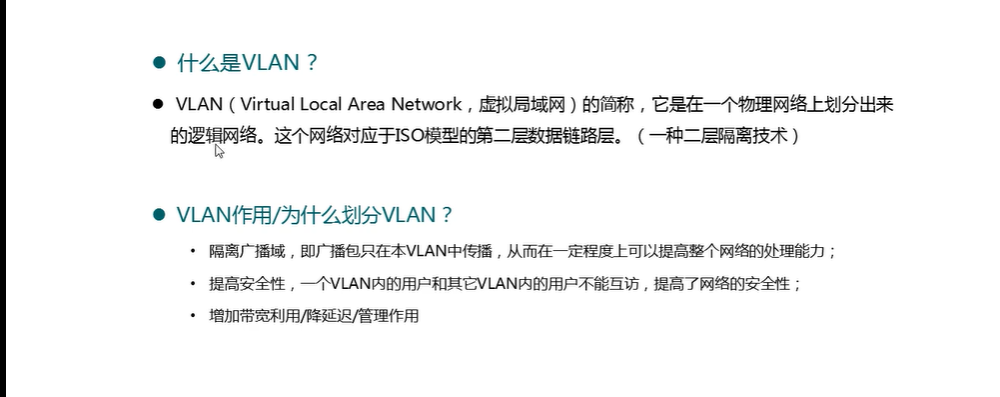 ● 什么是VLAN？
● VLAN（Virtual Local Area Network，虚拟局域网）的简称，它是在一个物理网络上划分出来
的逻辑网络。这个网络对应于ISO模型的第二层数据链路层。（一种二层隔离技术）
● VLAN作用/为什么划分VLAN？
• 隔离广播域，即广播包只在本VLAN中传播，从而在一定程度上可以提高整个网络的处理能力；
• 提高安全性，一个VLAN内的用户和其它VLAN内的用户不能互访，提高了网络的安全性；
• 增加带宽利用/降延迟/管理作用